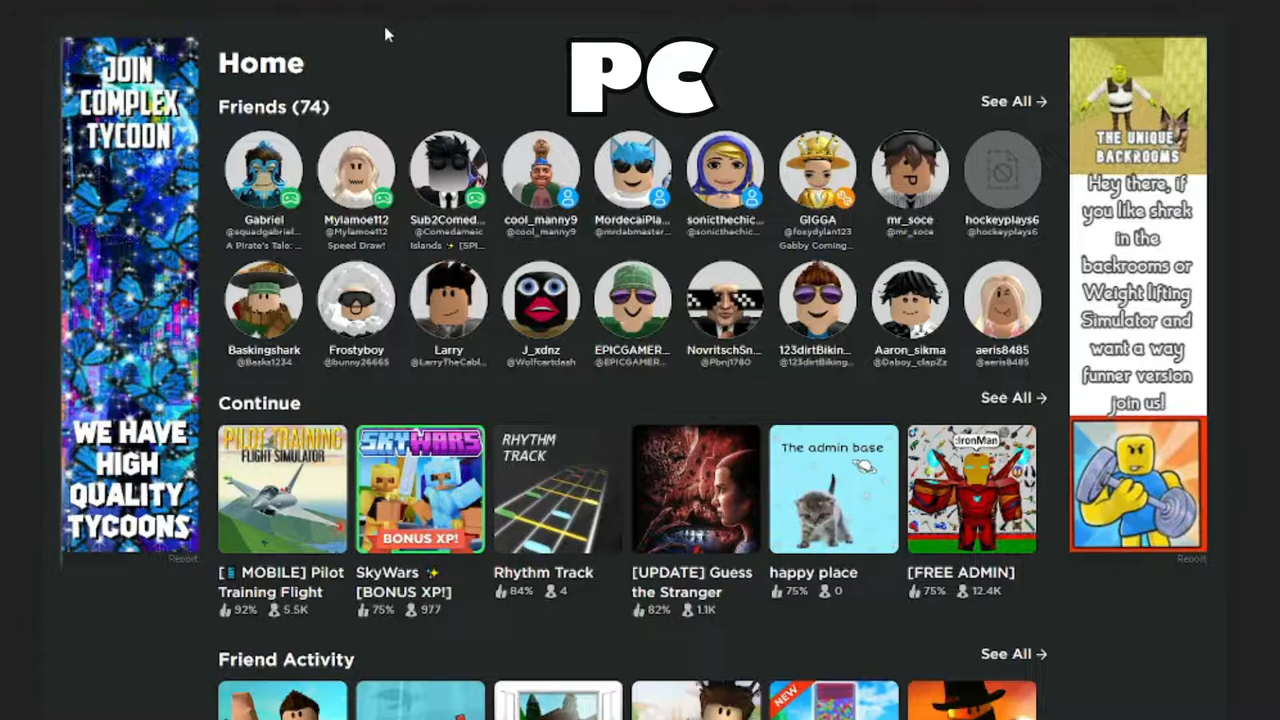 JOIN
COMPLEX
TYCOON
WE HAVE
HIGH
QUALITY
TYCOONS
Report
Home
PC
Friends (74)
See All →
Gabriel
@squadgabriel...
A Pirate's Tale: ...
Mylamoe112
@Mylamoe112
Speed Draw!
Sub2Comed...
@Comedameic
Islands ✨ [SPI...
cool_manny9
@cool_manny9
MordecaiPla...
@mrdabmaster...
sonicthechic...
@sonicthechic...
GIGGA
@foxydylan123
Gabby Coming...
mr_soce
@mr_soce
hockeyplays6
@hockeyplays6
Baskingshark
@Basks1234
Frostyboy
@bunny26665
Larry
@LarryTheCabl...
J_xdnz
@Wolfcartdash
EPICGAMER...
@EPICGAMER...
NovritschSn...
@Pbnj1780
123dirtBikin...
@123dirtBiking...
Aaron_sikma
@Daboy_clapZz
aeris8485
@aeris8485
Continue
See All →
PILOT TRAINING
FLIGHT SIMULATOR
[📱 MOBILE] Pilot
Training Flight
92% 5.5K
SKYWARS
BONUS XP!
SkyWars ✨
[BONUS XP!]
75% 977
RHYTHM
TRACK
Rhythm Track
84% 4
[UPDATE] Guess
the Stranger
82% 1.1K
The admin base
happy place
75% 0
:IronMan
[FREE ADMIN]
75% 12.4K
Friend Activity
See All →
NEW
THE UNIQUE
BACKROOMS
Hey there, if
you like shrek
in the
backrooms or
Weight lifting
Simulator and
want a way
funner version
join us!
Report